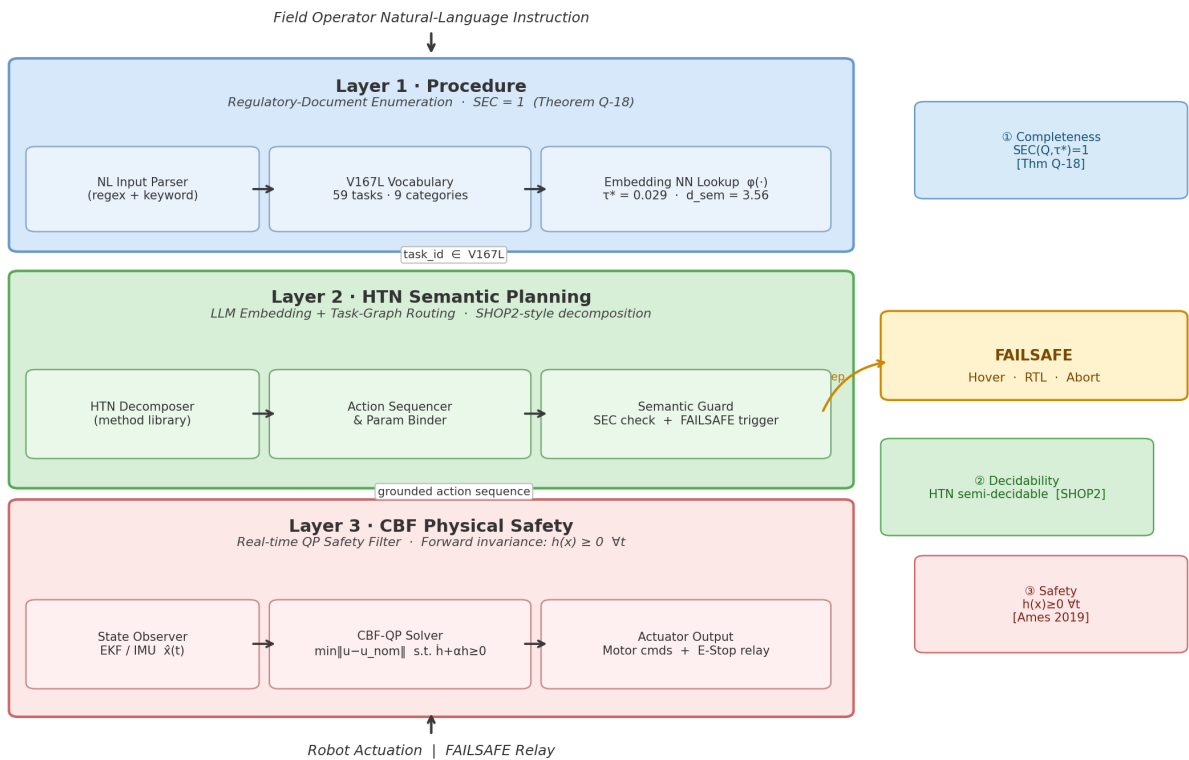 Field Operator Natural-Language Instruction
Layer 1 · Procedure
Regulatory-Document Enumeration · SEC = 1 (Theorem Q-18)
NL Input Parser
(regex + keyword)
V167L Vocabulary
59 tasks · 9 categories
Embedding NN Lookup φ(·)
τ* = 0.029 · d_sem = 3.56
① Completeness
SEC(Q,τ*)=1
[Thm Q-18]
task_id ∈ V167L
Layer 2 · HTN Semantic Planning
LLM Embedding + Task-Graph Routing · SHOP2-style decomposition
HTN Decomposer
(method library)
Action Sequencer
& Param Binder
Semantic Guard
SEC check + FAILSAFE trigger
ep
FAILSAFE
Hover · RTL · Abort
② Decidability
HTN semi-decidable [SHOP2]
grounded action sequence
Layer 3 · CBF Physical Safety
Real-time QP Safety Filter · Forward invariance: h(x) ≥ 0 ∀t
State Observer
EKF / IMU x̂(t)
CBF-QP Solver
min‖u−u_nom‖ s.t. h+αh≥0
Actuator Output
Motor cmds + E-Stop relay
③ Safety
h(x)≥0 ∀t
[Ames 2019]
Robot Actuation | FAILSAFE Relay